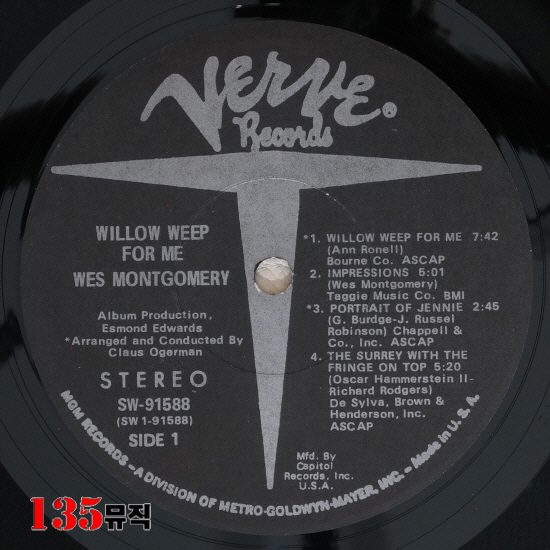 Verve
Records
WILLOW WEEP
FOR ME
WES MONTGOMERY
Album Production,
Esmond Edwards
*Arranged and Conducted By
Claus Ogerman
STEREO
SW-91588
(SW 1-91588)
SIDE 1
*1. WILLOW WEEP FOR ME 7:42
(Ann Ronell)
Bourne Co. ASCAP
2. IMPRESSIONS 5:01
(Wes Montgomery)
Taggie Music Co. BMI
*3. PORTRAIT OF JENNIE 2:45
(G. Burdge-J. Russel
Robinson) Chappell &
Co., Inc. ASCAP
4. THE SURREY WITH THE
FRINGE ON TOP 5:20
(Oscar Hammerstein II-
Richard Rodgers)
De Sylva, Brown &
Henderson, Inc.
ASCAP
Mfd. By
Capitol
Records, Inc.
U.S.A.
MGM RECORDS – A DIVISION OF METRO-GOLDWYN-MAYER, INC. – Made in U.S.A.
135뮤직